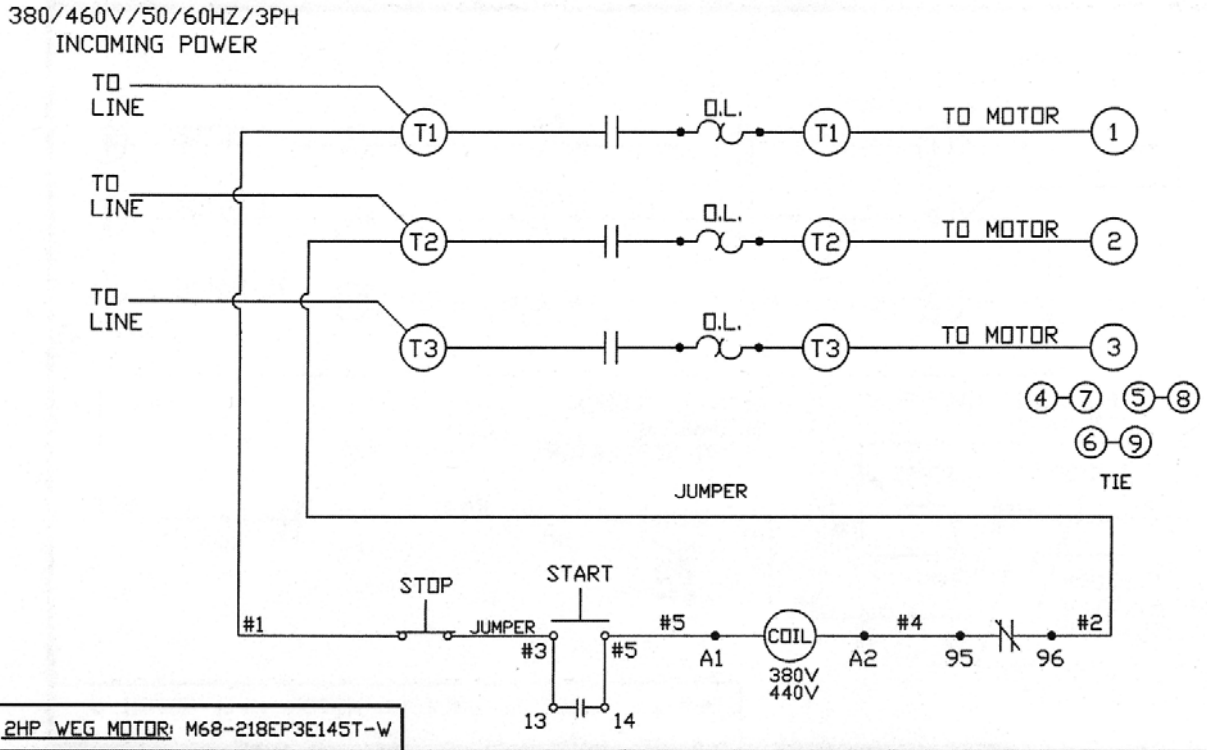 380/460V/50/60HZ/3PH
INCOMING POWER
TO
LINE
T1
O.L.
T1
TO MOTOR
1
TO
LINE
T2
O.L.
T2
TO MOTOR
2
TO
LINE
T3
O.L.
T3
TO MOTOR
3
4 7 5 8
6 9
TIE
JUMPER
STOP
START
#1
JUMPER
#3
#5
#5
A1
COIL
380V
440V
A2
#4
95
96
#2
13
14
2HP WEG MOTOR: M68-218EP3E145T-W